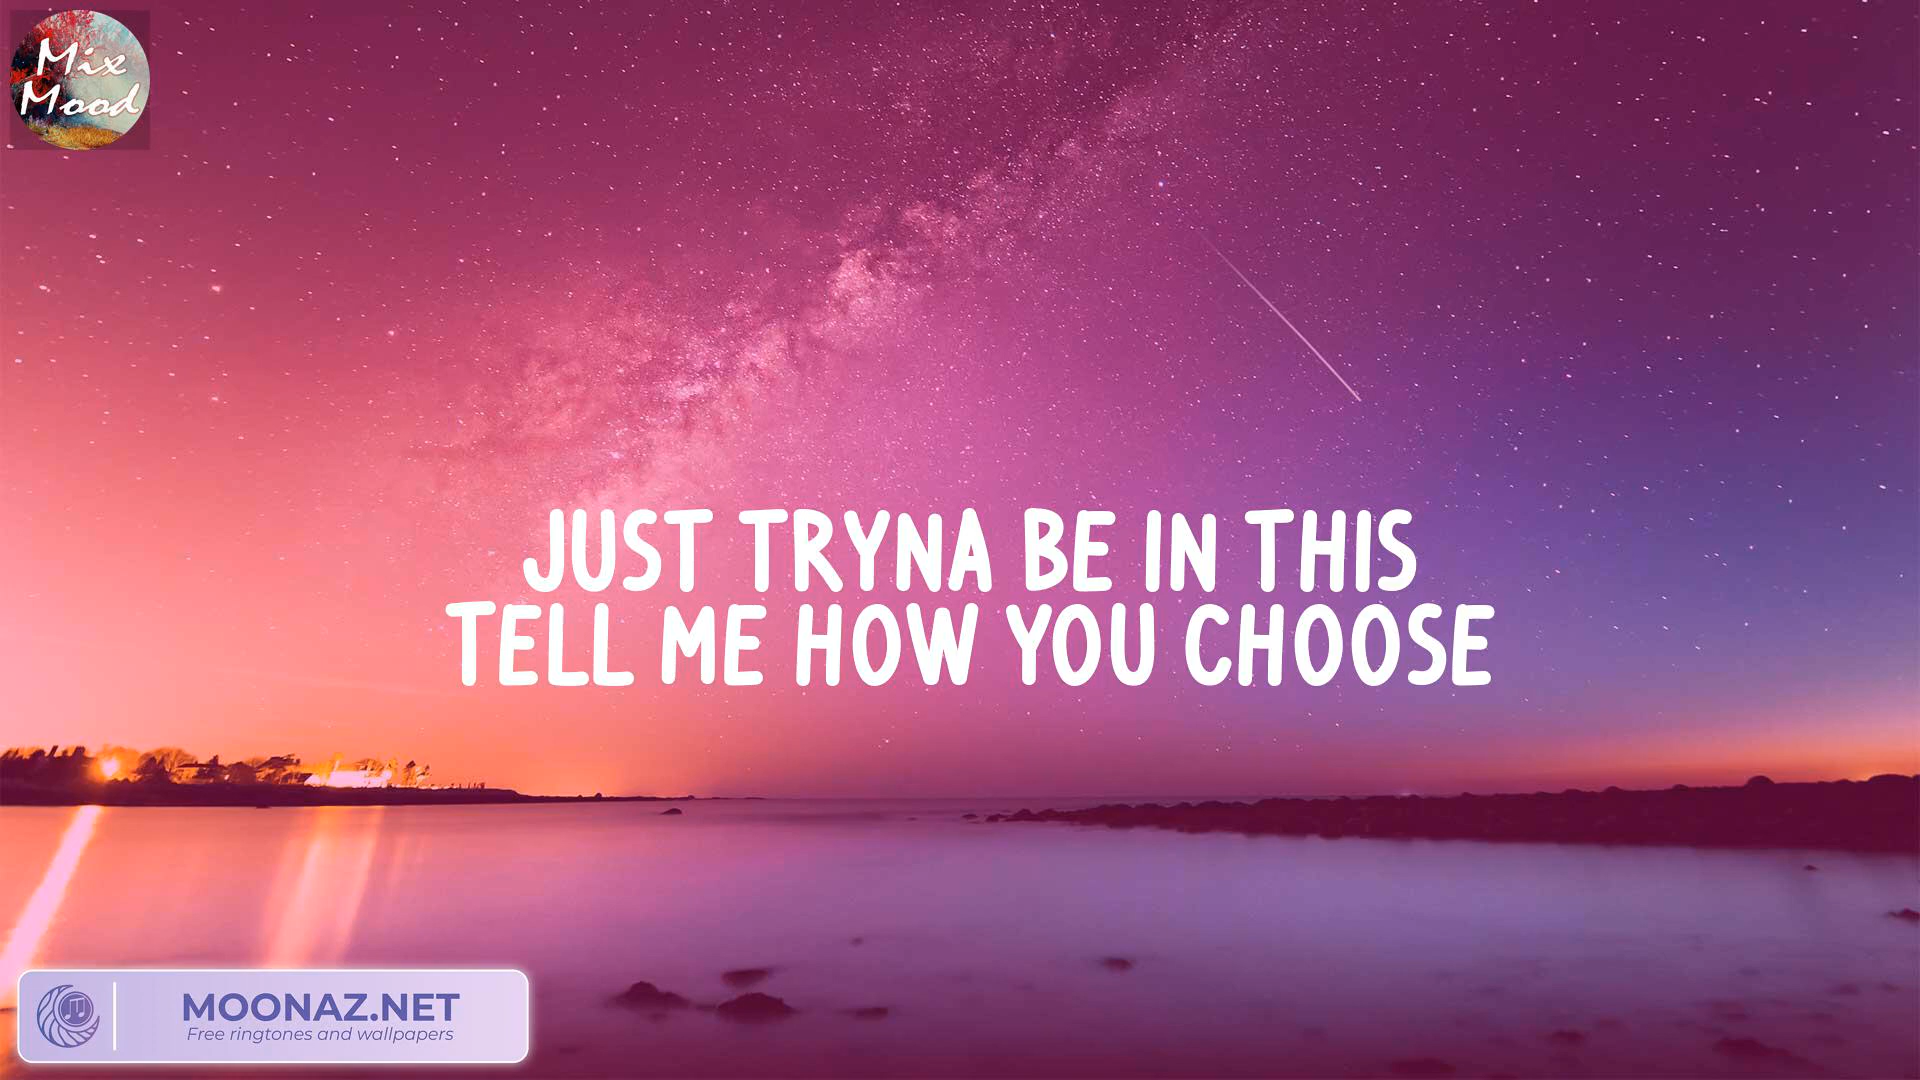 Mix
Mood
JUST TRYNA BE IN THIS
TELL ME HOW YOU CHOOSE
MOONAZ.NET
Free ringtones and wallpapers